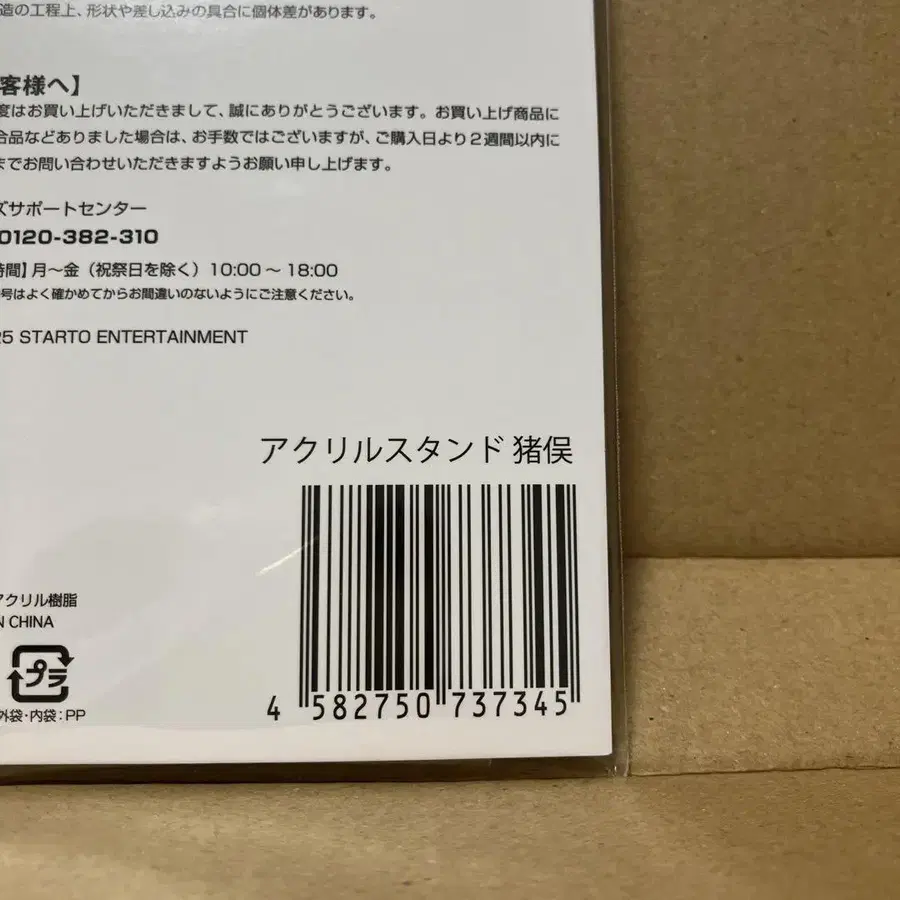 造の工程上、形状や差し込みの具合に個体差があります。
客様へ】
度はお買い上げいただきまして、誠にありがとうございます。お買い上げ商品に
合品などありました場合は、お手数ではございますが、ご購入日より2週間以内に
までお問い合わせいただきますようお願い申し上げます。
ズサポートセンター
0120-382-310
時間】月～金（祝祭日を除く）10:00～18:00
号はよく確かめてからお間違いのないようにご注意ください。
25 STARTO ENTERTAINMENT
アクリルスタンド 猪俣
アクリル樹脂
N CHINA
プラ
外袋・内袋：PP
4 582750 737345